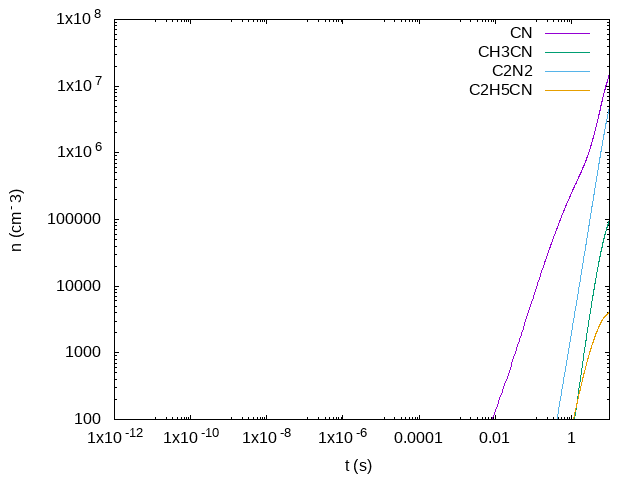 1x10^8
1x10^7
1x10^6
100000
10000
1000
100
n (cm^-3)
CN
CH3CN
C2N2
C2H5CN
1x10^-12 1x10^-10 1x10^-8 1x10^-6 0.0001 0.01 1
t (s)